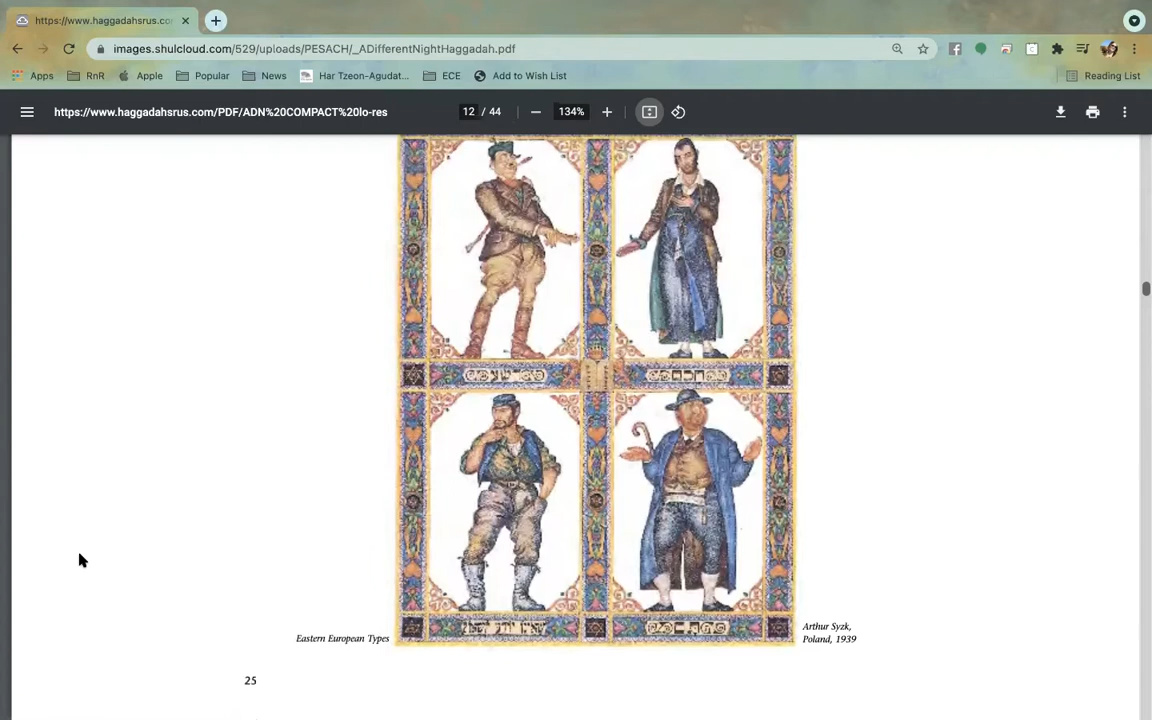 https://www.haggadahsrus.co
images.shulcloud.com/529/uploads/PESACH/_ADifferentNightHaggadah.pdf
Apps RnR Apple Popular News Har Tzeon-Agudat... ECE Add to Wish List Reading List
https://www.haggadahsrus.com/PDF/ADN%20COMPACT%20lo-res 12 / 44 134%
Eastern European Types
Arthur Syzk,
Poland, 1939
25